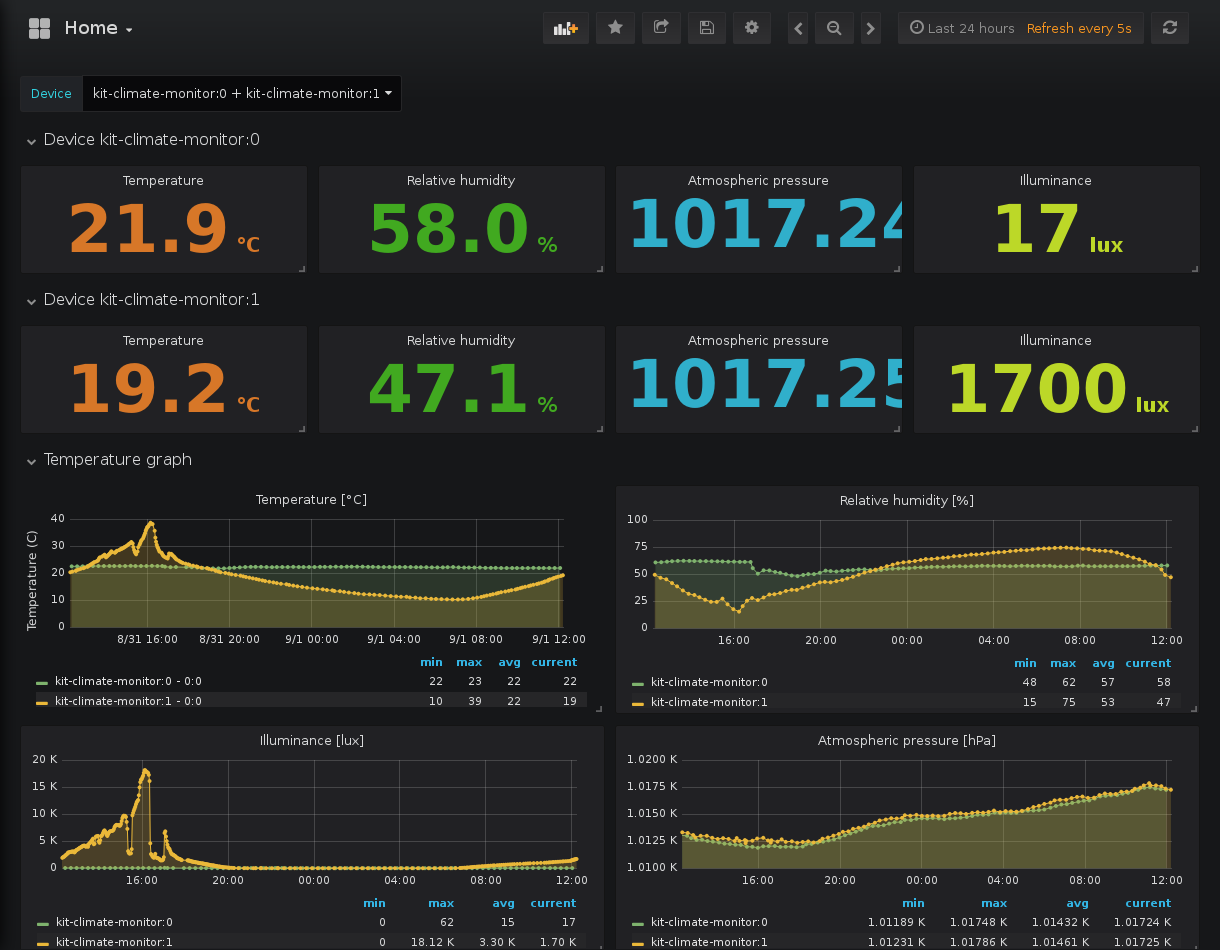 Home
Last 24 hours Refresh every 5s
Device kit-climate-monitor:0 + kit-climate-monitor:1
Device kit-climate-monitor:0
Temperature Relative humidity Atmospheric pressure Illuminance
21.9 °C 58.0 % 1017.24 17 lux
Device kit-climate-monitor:1
Temperature Relative humidity Atmospheric pressure Illuminance
19.2 °C 47.1 % 1017.25 1700 lux
Temperature graph
Temperature [°C]
Temperature (C)
40
30
20
10
0
8/31 16:00 8/31 20:00 9/1 00:00 9/1 04:00 9/1 08:00 9/1 12:00
min max avg current
kit-climate-monitor:0 - 0:0 22 23 22 22
kit-climate-monitor:1 - 0:0 10 39 22 19
Relative humidity [%]
100
75
50
25
0
16:00 20:00 00:00 04:00 08:00 12:00
min max avg current
kit-climate-monitor:0 48 62 57 58
kit-climate-monitor:1 15 75 53 47
Illuminance [lux]
20 K
15 K
10 K
5 K
0
16:00 20:00 00:00 04:00 08:00 12:00
min max avg current
kit-climate-monitor:0 0 62 15 17
kit-climate-monitor:1 0 18.12 K 3.30 K 1.70 K
Atmospheric pressure [hPa]
1.0200 K
1.0175 K
1.0150 K
1.0125 K
1.0100 K
16:00 20:00 00:00 04:00 08:00 12:00
min max avg current
kit-climate-monitor:0 1.01189 K 1.01748 K 1.01432 K 1.01724 K
kit-climate-monitor:1 1.01231 K 1.01786 K 1.01461 K 1.01725 K